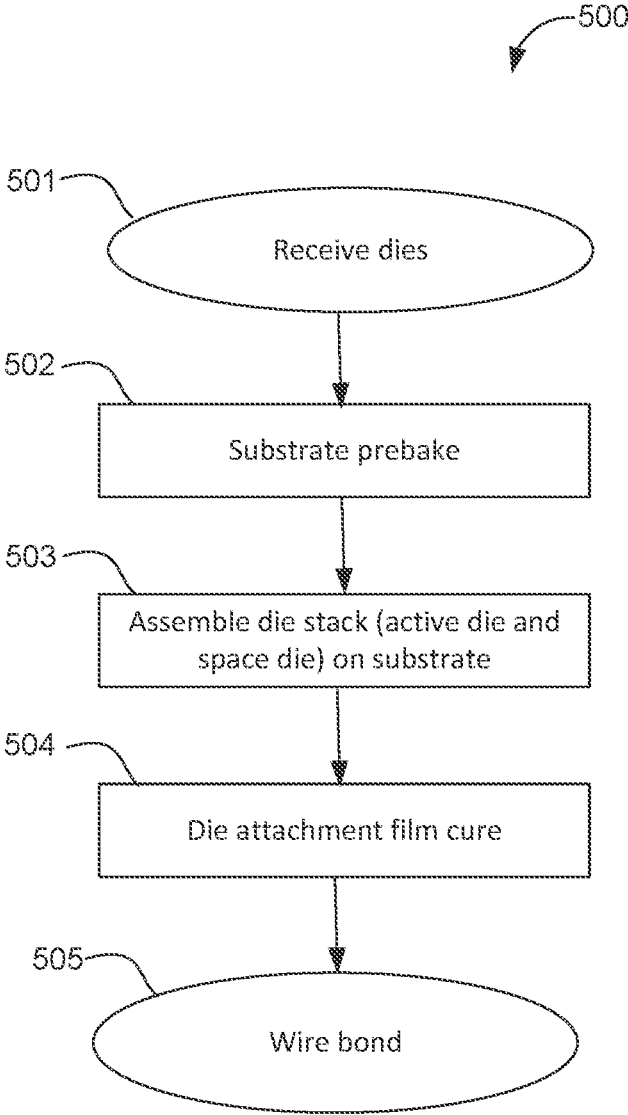 500
501
Receive dies
502
Substrate prebake
503
Assemble die stack (active die and
space die) on substrate
504
Die attachment film cure
505
Wire bond